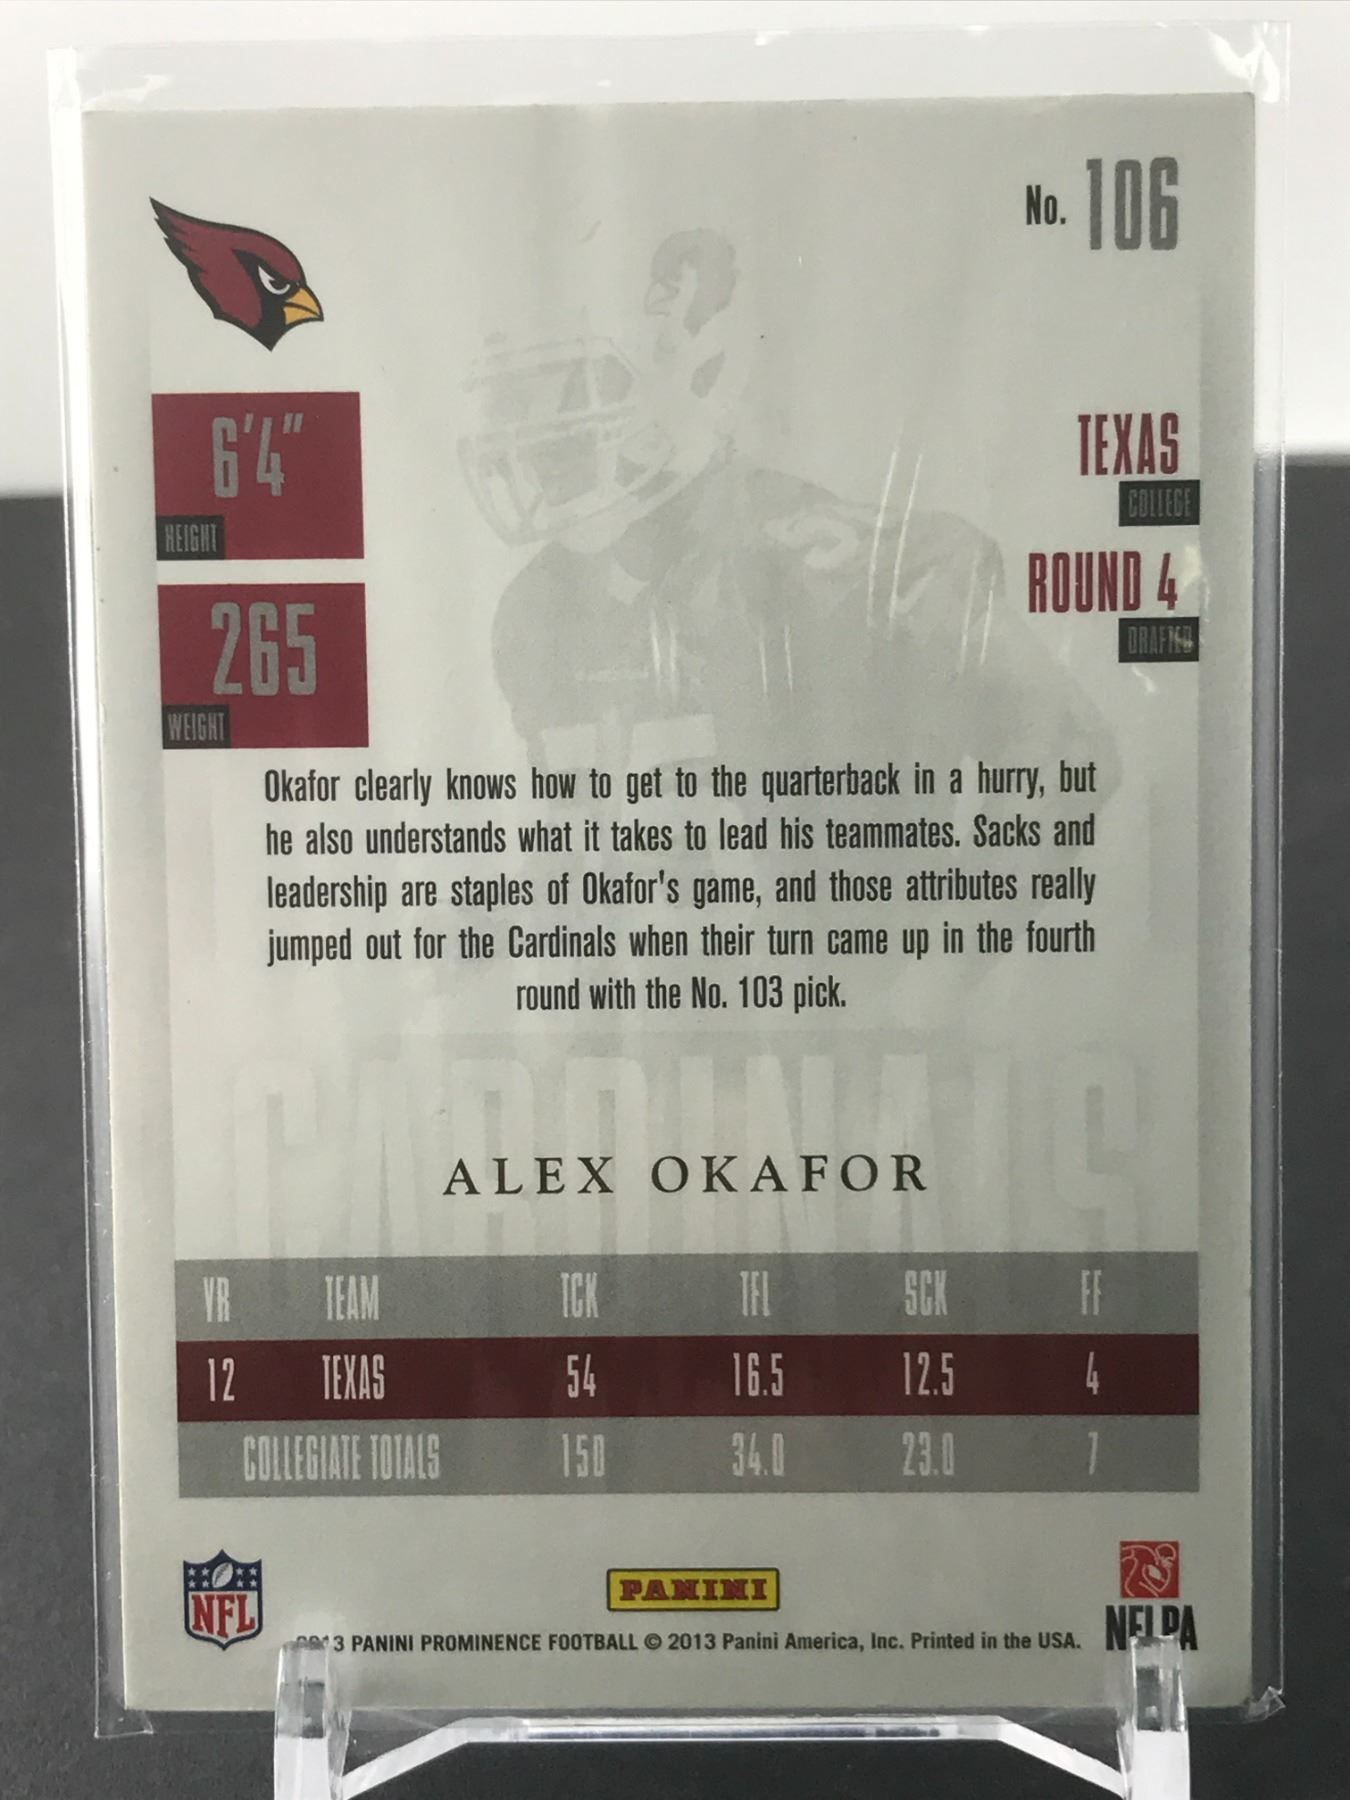 No. 106
6'4"
HEIGHT
265
WEIGHT
TEXAS
COLLEGE
ROUND 4
DRAFTED
Okafor clearly knows how to get to the quarterback in a hurry, but
he also understands what it takes to lead his teammates. Sacks and
leadership are staples of Okafor's game, and those attributes really
jumped out for the Cardinals when their turn came up in the fourth
round with the No. 103 pick.
CARDINALS
ALEX OKAFOR
YR TEAM TCK TFL SCK FF
12 TEXAS 54 16.5 12.5 4
COLLEGIATE TOTALS 150 34.0 23.0 7
NFL
PANINI
NFLPA
2013 PANINI PROMINENCE FOOTBALL © 2013 Panini America, Inc. Printed in the USA.